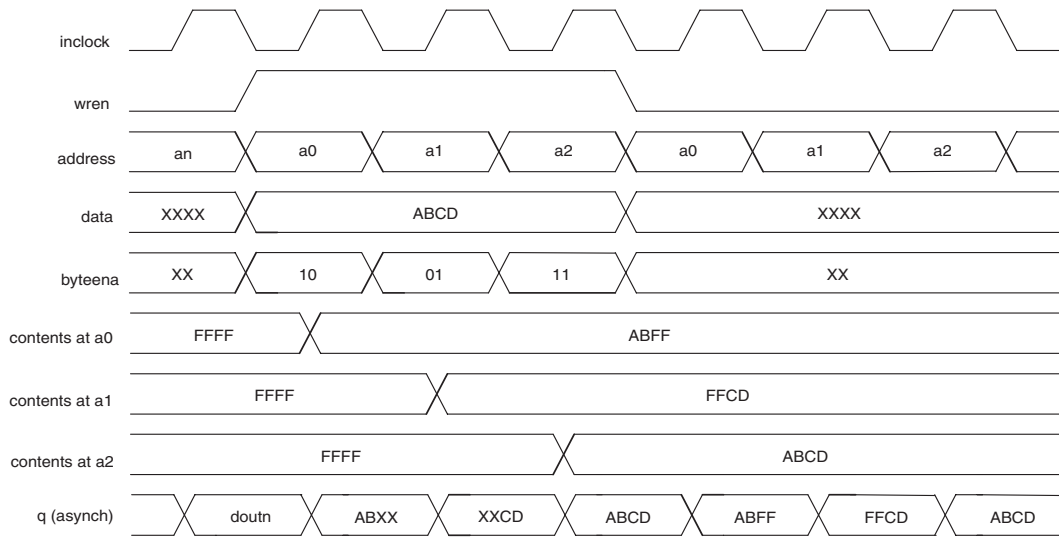 inclock
wren
address an a0 a1 a2 a0 a1 a2
data XXXX ABCD XXXX
byteena XX 10 01 11 XX
contents at a0 FFFF ABFF
contents at a1 FFFF FFCD
contents at a2 FFFF ABCD
q (asynch) doutn ABXX XXCD ABCD ABFF FFCD ABCD